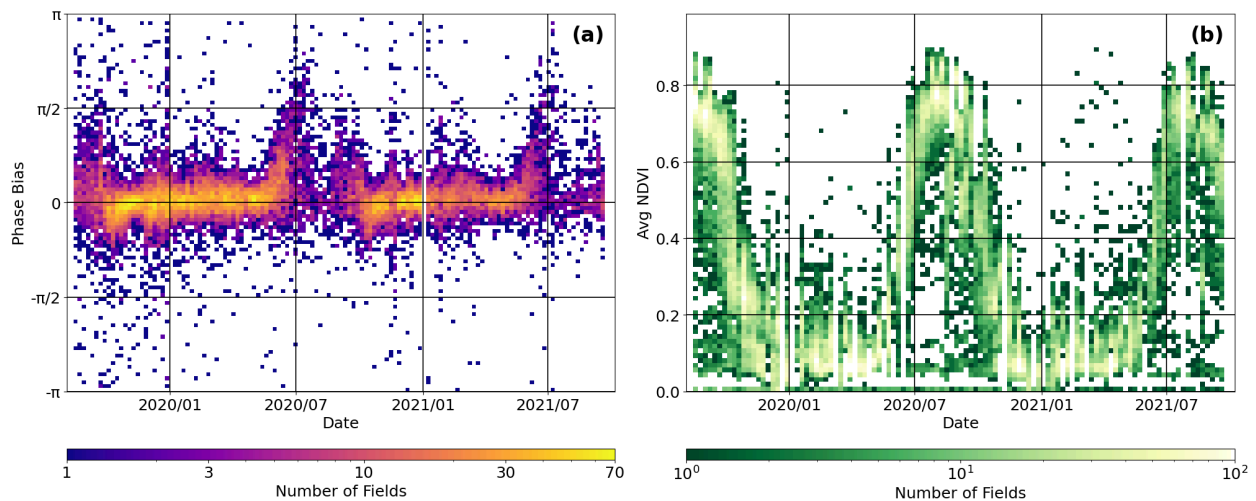 (a)
π
π/2
0
-π/2
-π
Phase Bias
2020/01
2020/07
2021/01
2021/07
Date
1
3
10
30
70
Number of Fields
(b)
0.8
0.6
0.4
0.2
0.0
Avg NDVI
2020/01
2020/07
2021/01
2021/07
Date
10⁰
10¹
10²
Number of Fields